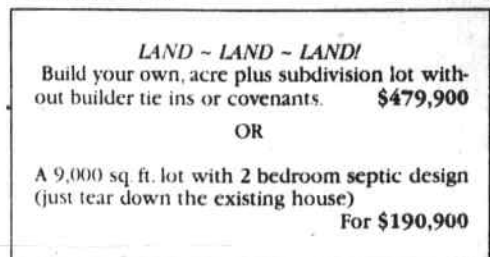 LAND ~ LAND ~ LAND!
Build your own, acre plus subdivision lot with-
out builder tie ins or covenants. $479,900
OR
A 9,000 sq. ft. lot with 2 bedroom septic design
(just tear down the existing house)
For $190,900